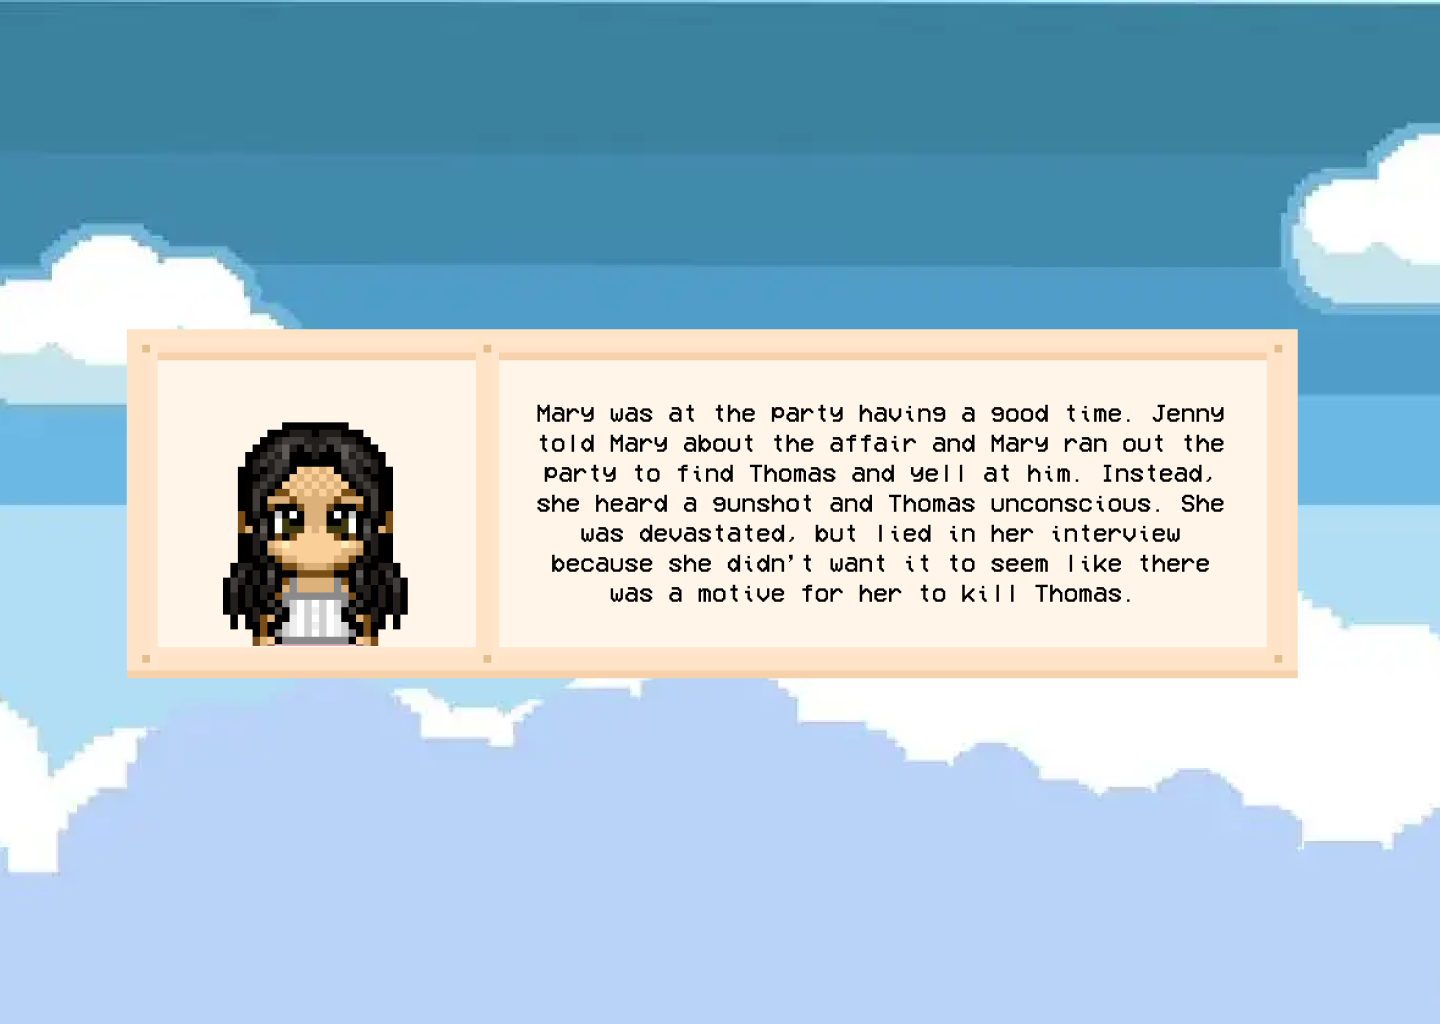 Mary was at the party having a good time. Jenny
told Mary about the affair and Mary ran out the
party to find Thomas and yell at him. Instead,
she heard a gunshot and Thomas unconscious. She
was devastated, but lied in her interview
because she didn't want it to seem like there
was a motive for her to kill Thomas.